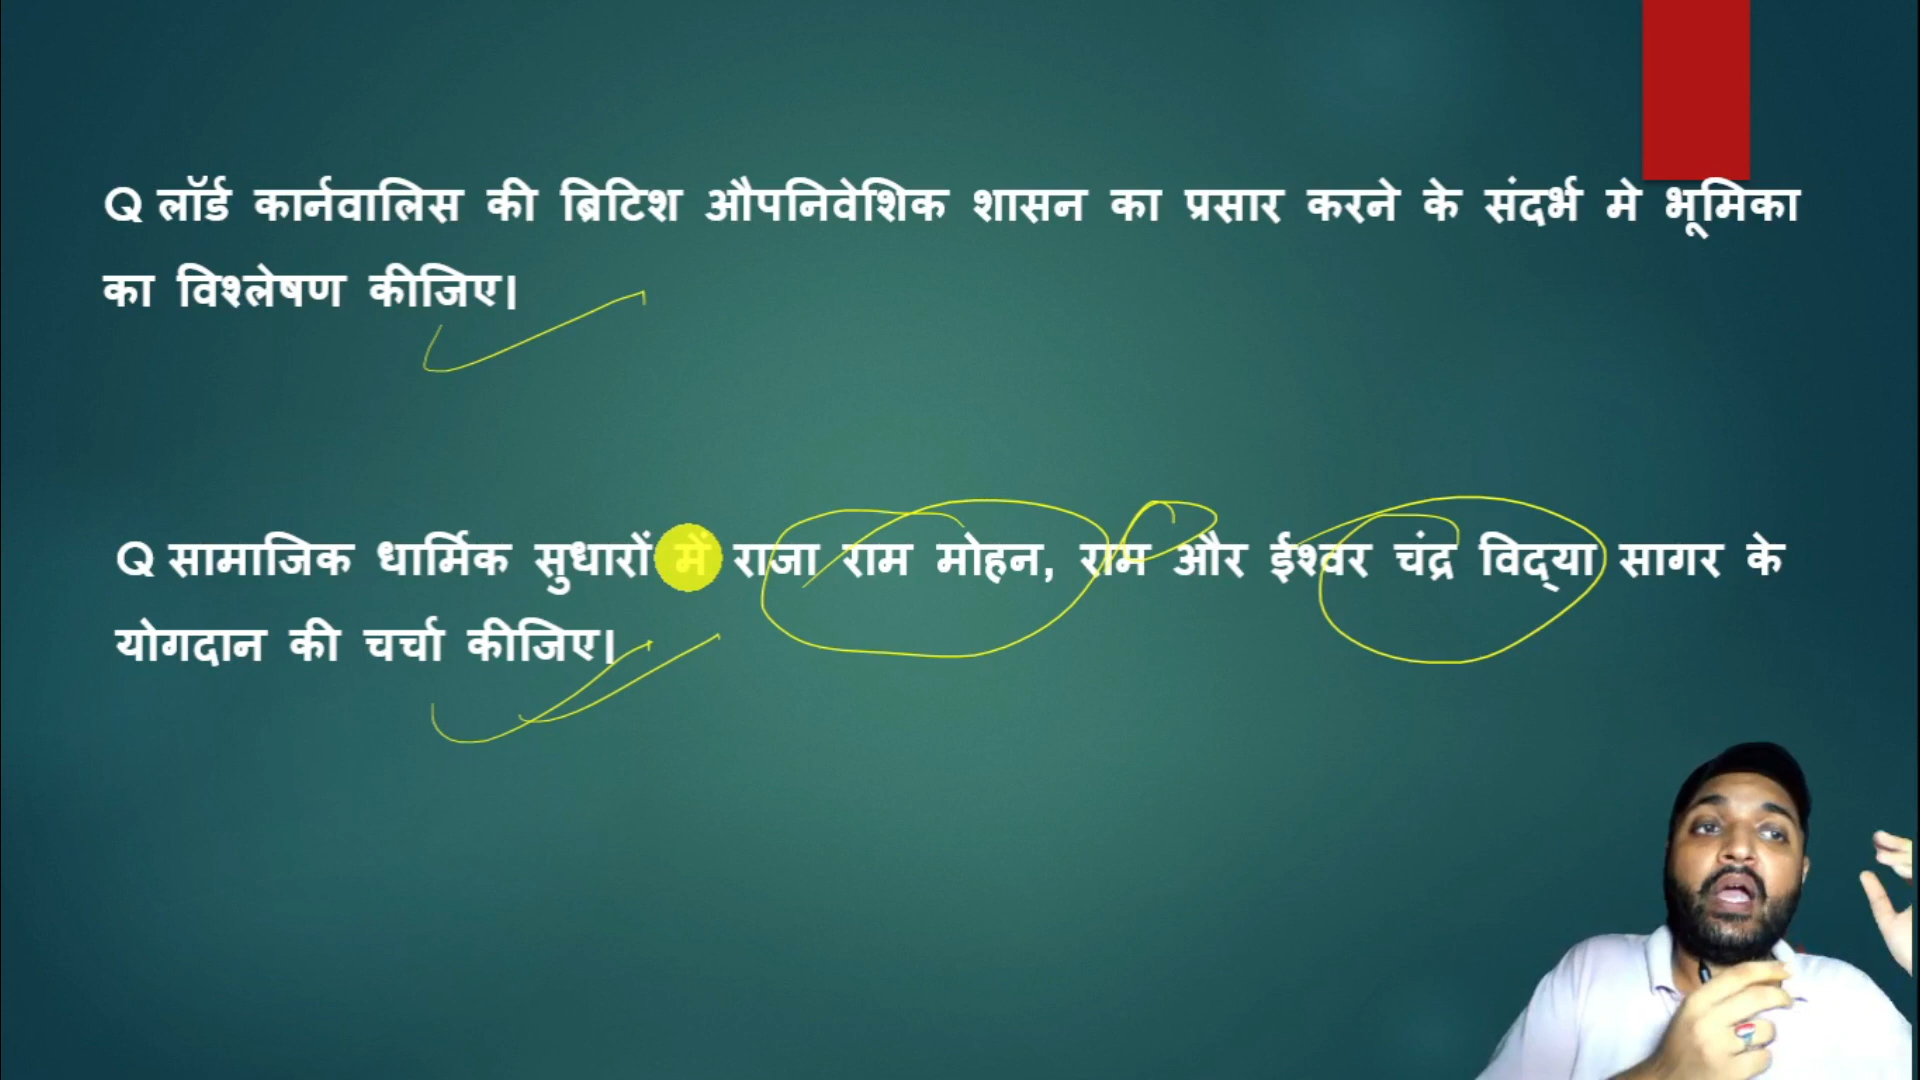 Q लॉर्ड कार्नवालिस की ब्रिटिश औपनिवेशिक शासन का प्रसार करने के संदर्भ मे भूमिका
का विश्लेषण कीजिए।
Q सामाजिक धार्मिक सुधारों में राजा राम मोहन, राम और ईश्वर चंद्र विद्‌या सागर के
योगदान की चर्चा कीजिए।